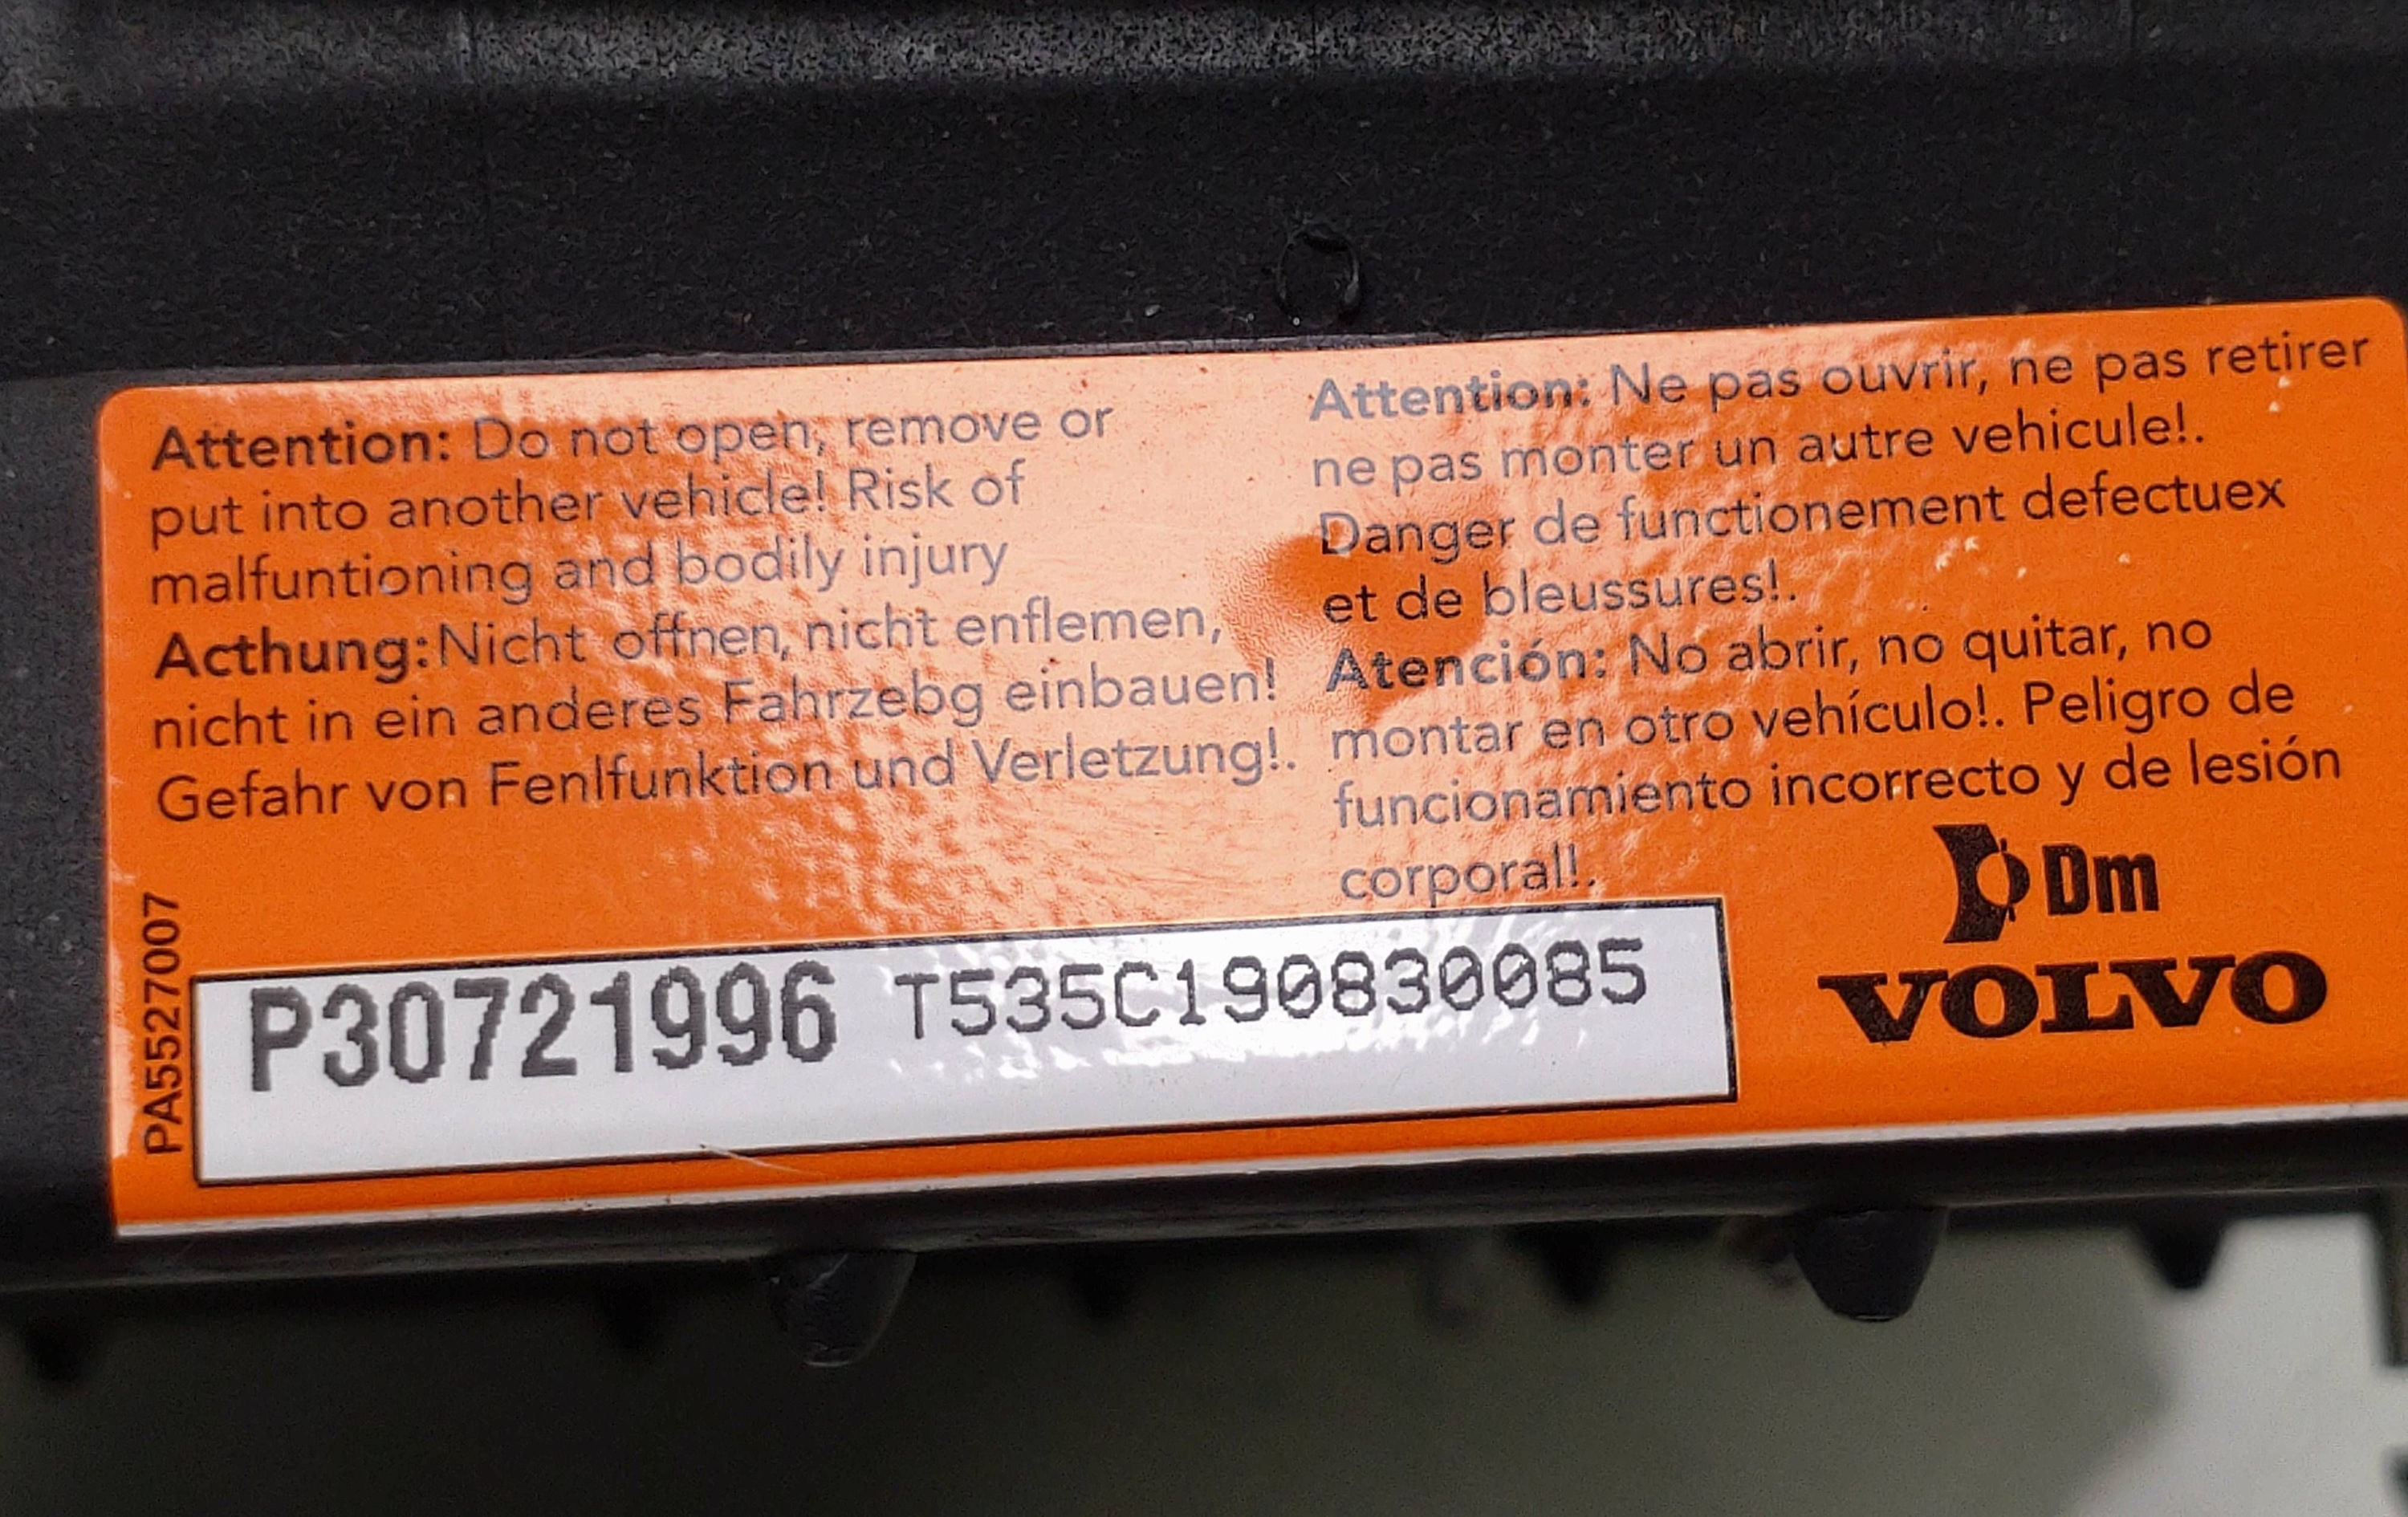 Attention: Do not open, remove or
put into another vehicle! Risk of
malfuntioning and bodily injury
Acthung:Nicht offnen, nicht enflemen,
nicht in ein anderes Fahrzebg einbauen!
Gefahr von Fenlfunktion und Verletzung!.
Attention: Ne pas ouvrir, ne pas retirer
ne pas monter un autre vehicule!.
Danger de functionement defectuex
et de bleussures!.
Atención: No abrir, no quitar, no
montar en otro vehículo!. Peligro de
funcionamiento incorrecto y de lesión
corporal!.
PA5527007
P30721996 T535C190830085
Dm
VOLVO